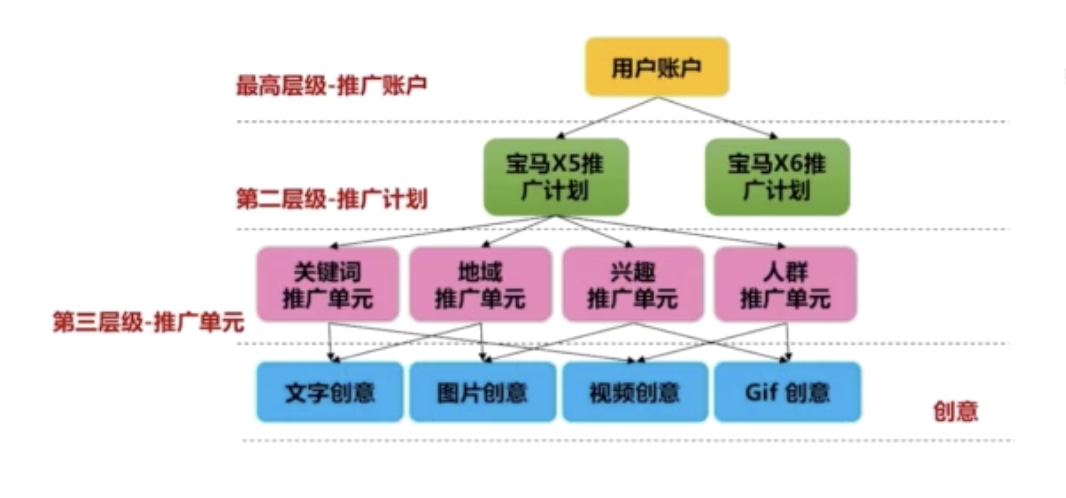 用户账户
最高层级-推广账户
宝马X5推
广计划
宝马X6推
广计划
第二层级-推广计划
关键词
推广单元
地域
推广单元
兴趣
推广单元
人群
推广单元
第三层级-推广单元
文字创意
图片创意
视频创意
Gif 创意
创意